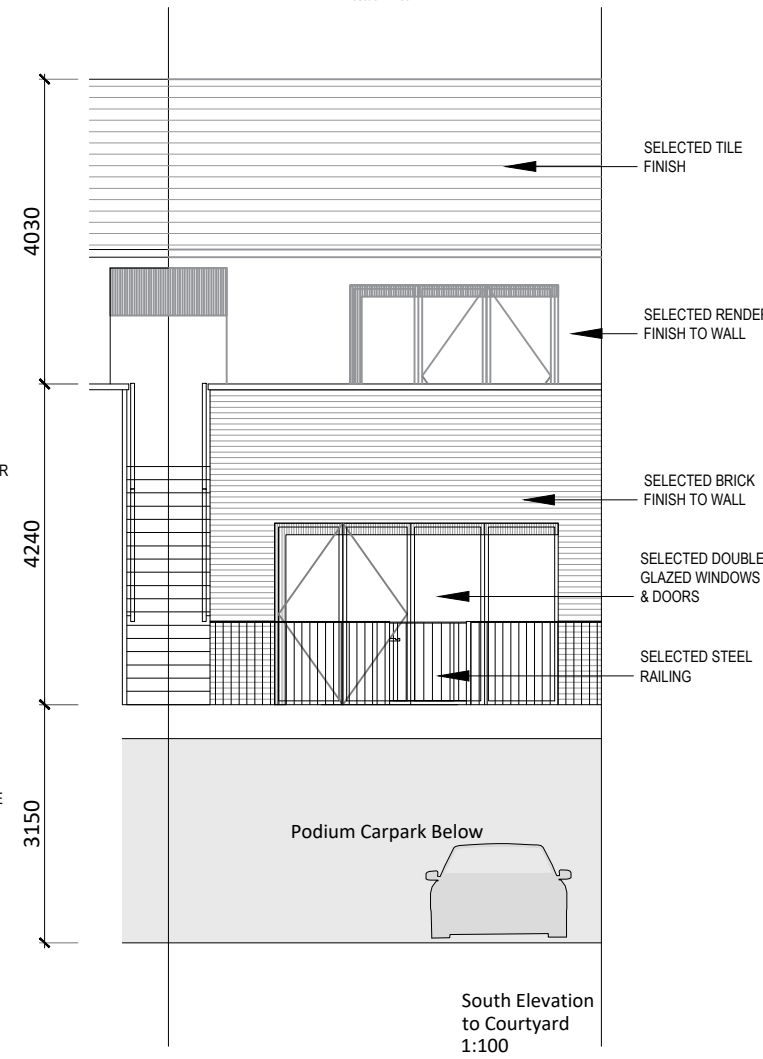 4030
SELECTED TILE
FINISH
SELECTED RENDER
FINISH TO WALL
R
4240
SELECTED BRICK
FINISH TO WALL
SELECTED DOUBLE
GLAZED WINDOWS
& DOORS
SELECTED STEEL
RAILING
E
3150
Podium Carpark Below
South Elevation
to Courtyard
1:100